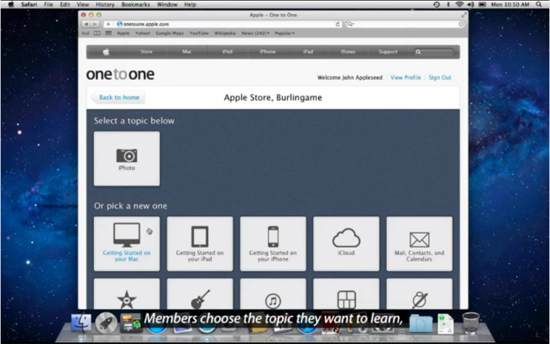 Safari File Edit View History Bookmarks Window Help Mon 10:50 AM
Apple – One to One
onetoone.apple.com
Apple Yahoo! Google Maps YouTube Wikipedia News Popular
Store Mac iPod iPhone iPad iTunes Support
onetoone
Welcome John Appleseed View Profile Sign Out
Back to home
Apple Store, Burlingame
Select a topic below
iPhoto
Or pick a new one
Getting Started on your Mac
Getting Started on your iPad
Getting Started on your iPhone
iCloud
Mail, Contacts, and Calendars
Members choose the topic they want to learn,